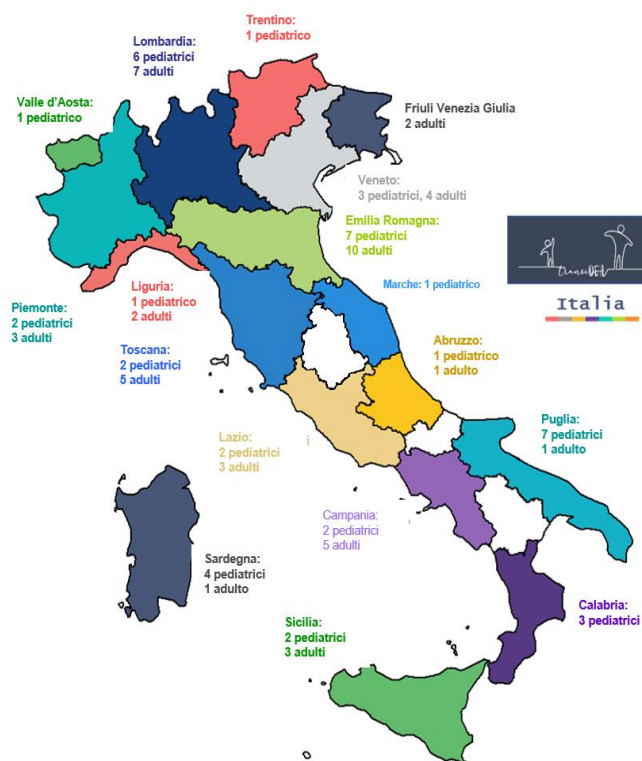 Trentino:
1 pediatrico
Lombardia:
6 pediatrici
7 adulti
Valle d'Aosta:
1 pediatrico
Friuli Venezia Giulia
2 adulti
Veneto:
3 pediatrici, 4 adulti
Emilia Romagna:
7 pediatrici
10 adulti
Italia
Marche: 1 pediatrico
Liguria:
1 pediatrico
2 adulti
Piemonte:
2 pediatrici
3 adulti
Toscana:
2 pediatrici
5 adulti
Abruzzo:
1 pediatrico
1 adulto
Puglia:
7 pediatrici
1 adulto
Lazio:
2 pediatrici
3 adulti
i
Campania:
2 pediatrici
5 adulti
Sardegna:
4 pediatrici
1 adulto
Calabria:
3 pediatrici
Sicilia:
2 pediatrici
3 adulti